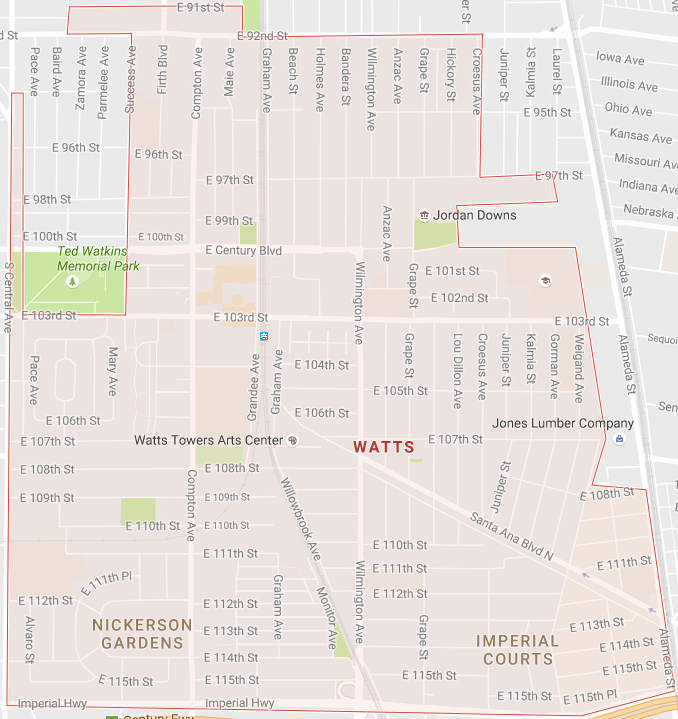 E 91st St
E 92nd St
d St
er St
Pace Ave
Baird Ave
Zamora Ave
Parmelee Ave
Success Ave
Firth Blvd
Compton Ave
Maie Ave
Graham Ave
Beach St
Holmes Ave
Bandera St
Wilmington Ave
Anzac Ave
Grape St
Hickory St
Croesus Ave
Juniper St
Kalmia St
Laurel St
Iowa Ave
Illinois Ave
Ohio Ave
Kansas Ave
Missouri Av
Indiana Ave
Nebraska
E 95th St
E 96th St
E 96th St
E 97th St
E 97th St
E 98th St
E 99th St
Jordan Downs
E 100th St
E 100th St
E Century Blvd
Anzac Ave
Ted Watkins
Memorial Park
S Central Ave
Wilmington Ave
Grape St
E 101st St
E 102nd St
Alameda St
E 103rd St
E 103rd St
E 103rd St
Sequoi
Pace Ave
Mary Ave
Grandee Ave
Graham Ave
E 104th St
Grape St
Lou Dillon Ave
Croesus Ave
Juniper St
Kalmia St
Gorman Ave
Weigand Ave
Alameda St
E 105th St
Sem
E 106th St
E 106th St
Jones Lumber Company
E 107th St
Watts Towers Arts Center
WATTS
E 107th St
E 108th St
E 108th St
E 108th St
E 109th St
E 109th St
Compton Ave
Willowbrook Ave
Juniper St
E 110th St
E 110th St
Santa Ana Blvd N
E 110th St
E 111th St
E 111th St
E 111th St
E 111th Pl
Wilmington Ave
E 112th St
E 112th St
E 112th St
Graham Ave
Monitor Ave
Grape St
Alvaro St
NICKERSON
GARDENS
E 113th St
E 113th St
IMPERIAL
COURTS
E 114th St
E 114th St
Alameda St
E 115th St
E 115th St
E 115th St
E 115th St
E 115th St
E 115th Pl
Imperial Hwy
Imperial Hwy
Century Fwy